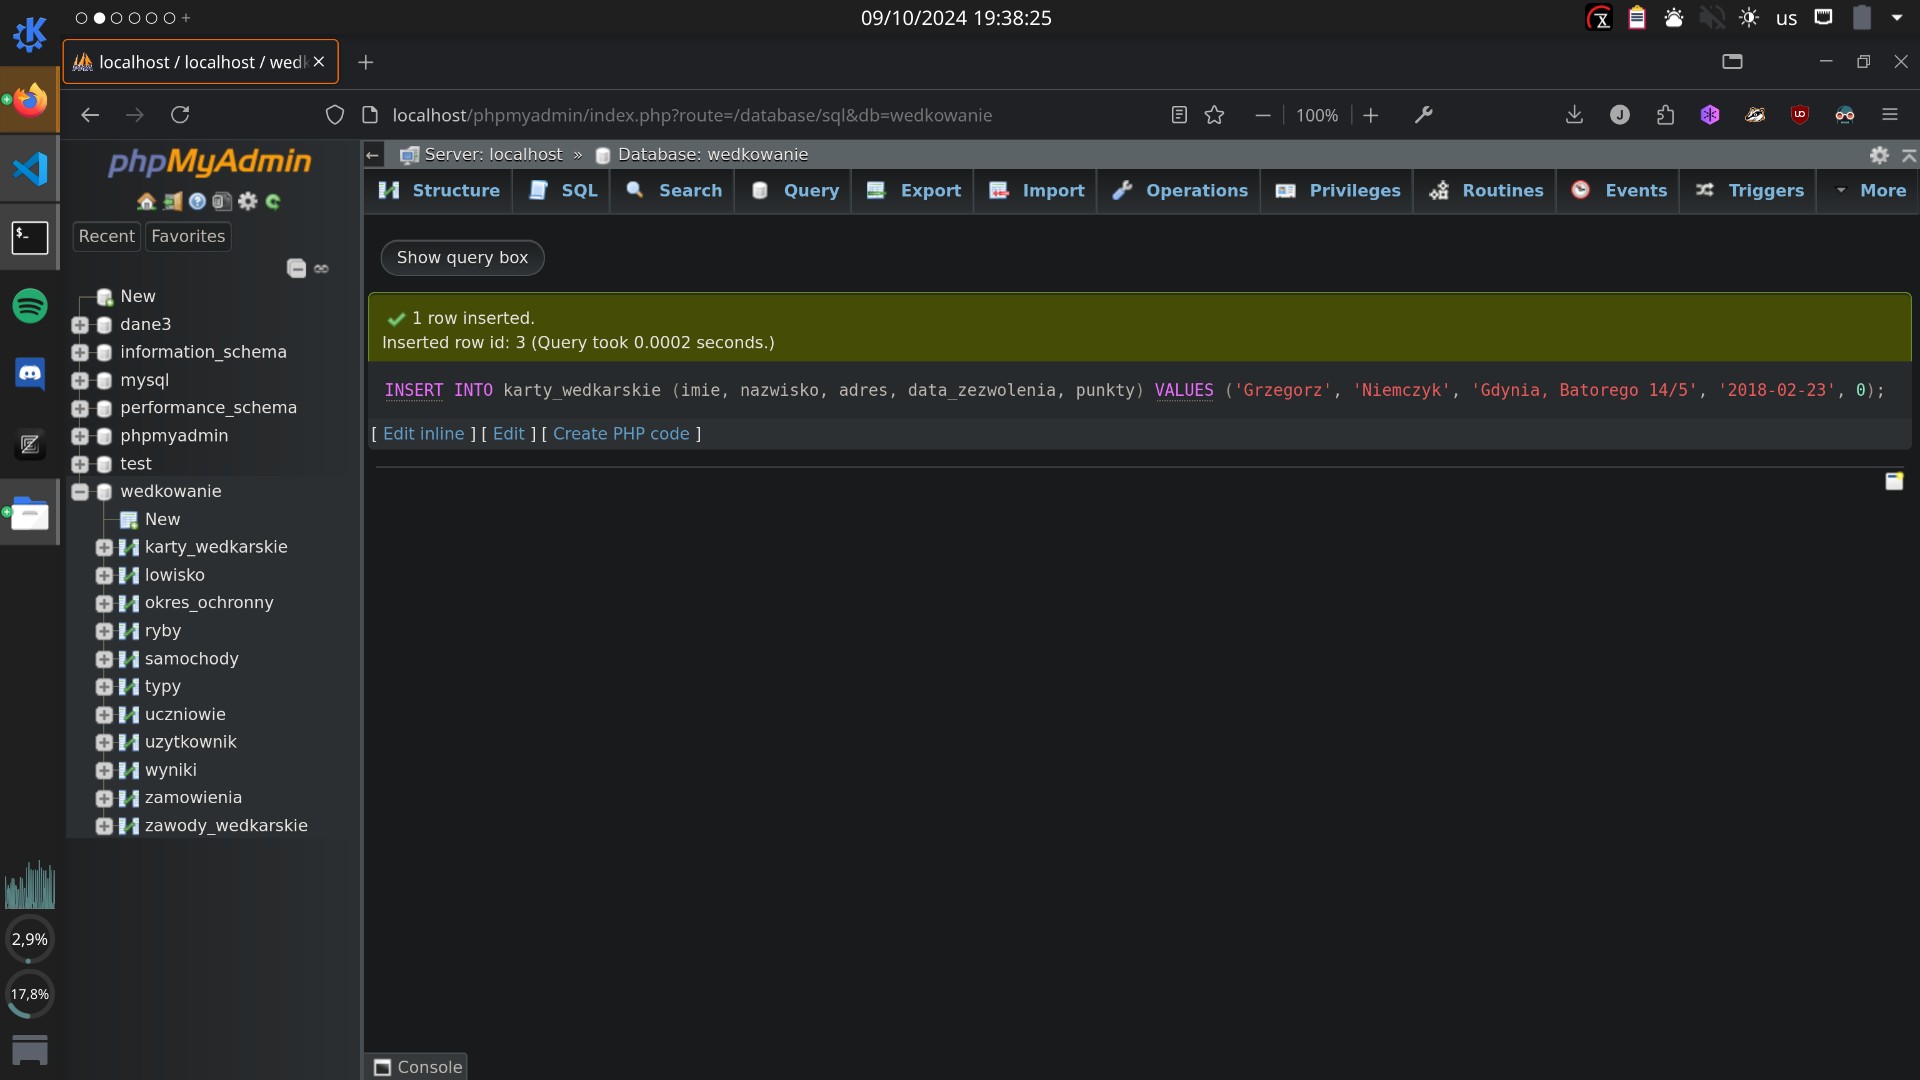 09/10/2024 19:38:25
us
localhost / localhost / wed
localhost/phpmyadmin/index.php?route=/database/sql&db=wedkowanie
100%
phpMyAdmin
Recent
Favorites
New
dane3
information_schema
mysql
performance_schema
phpmyadmin
test
wedkowanie
New
karty_wedkarskie
lowisko
okres_ochronny
ryby
samochody
typy
uczniowie
uzytkownik
wyniki
zamowienia
zawody_wedkarskie
Server: localhost » Database: wedkowanie
Structure SQL Search Query Export Import Operations Privileges Routines Events Triggers More
Show query box
1 row inserted.
Inserted row id: 3 (Query took 0.0002 seconds.)
INSERT INTO karty_wedkarskie (imie, nazwisko, adres, data_zezwolenia, punkty) VALUES ('Grzegorz', 'Niemczyk', 'Gdynia, Batorego 14/5', '2018-02-23', 0);
[ Edit inline ] [ Edit ] [ Create PHP code ]
2,9%
17,8%
Console